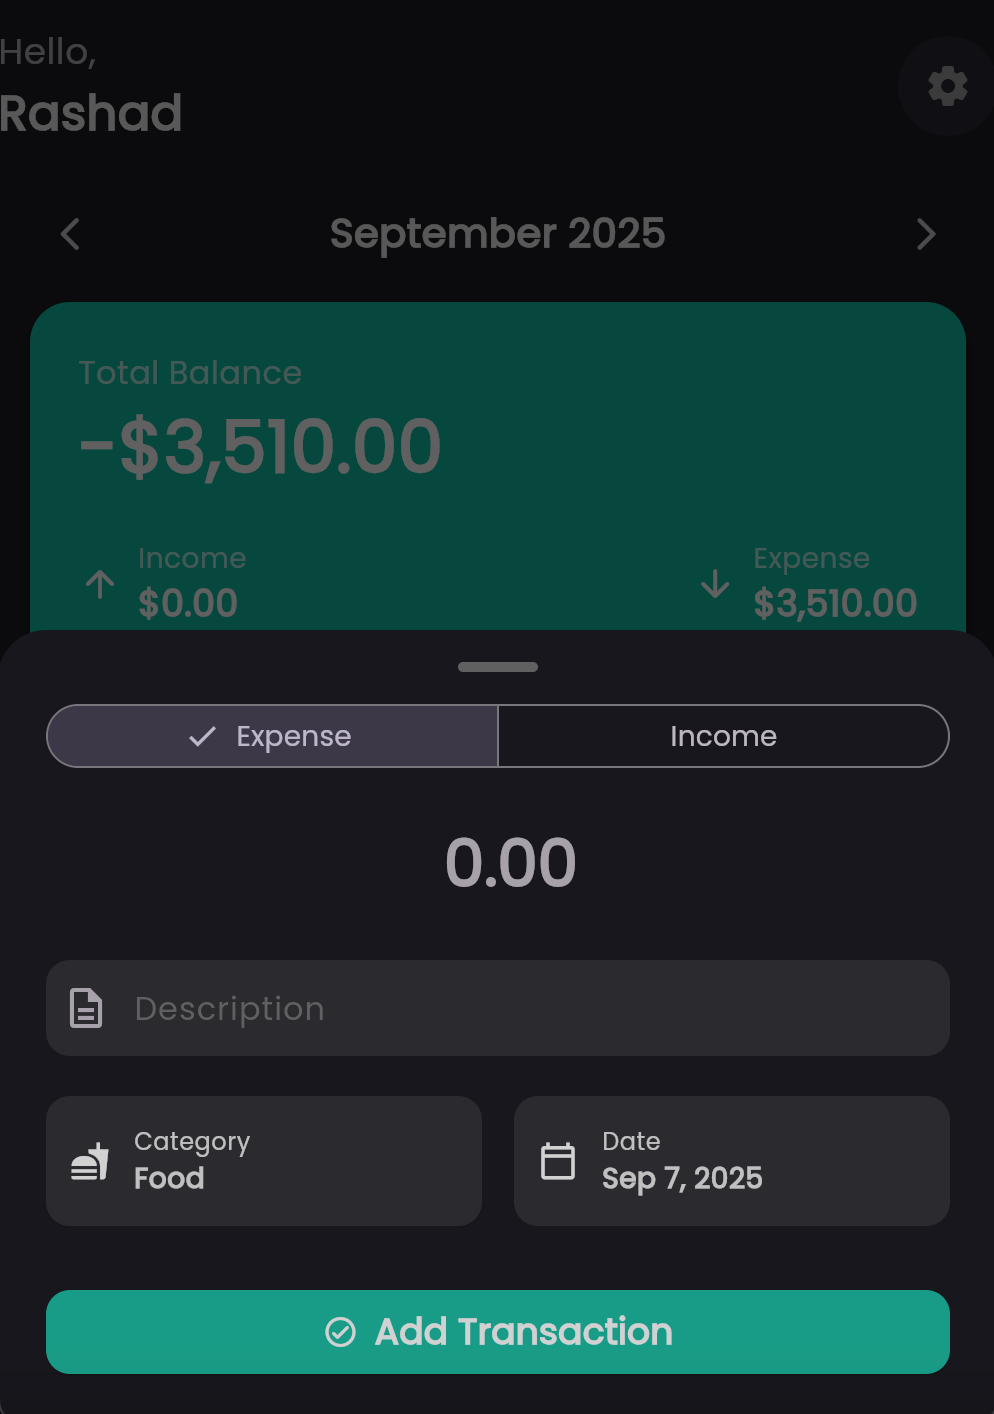 Hello,
Rashad
September 2025
Total Balance
-$3,510.00
Income
$0.00
Expense
$3,510.00
Expense
Income
0.00
Description
Category
Food
Date
Sep 7, 2025
Add Transaction